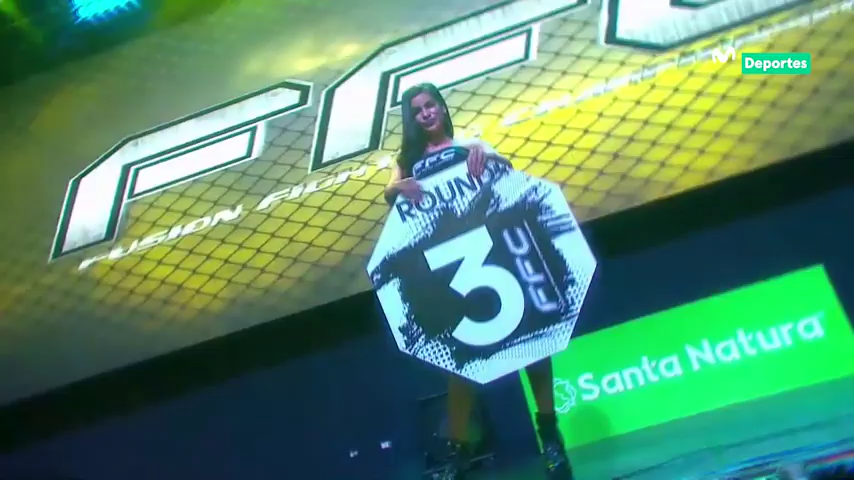 Deportes
FFC
FUSION FIGHT
FFC
ROUND
3
FFC
Santa Natura